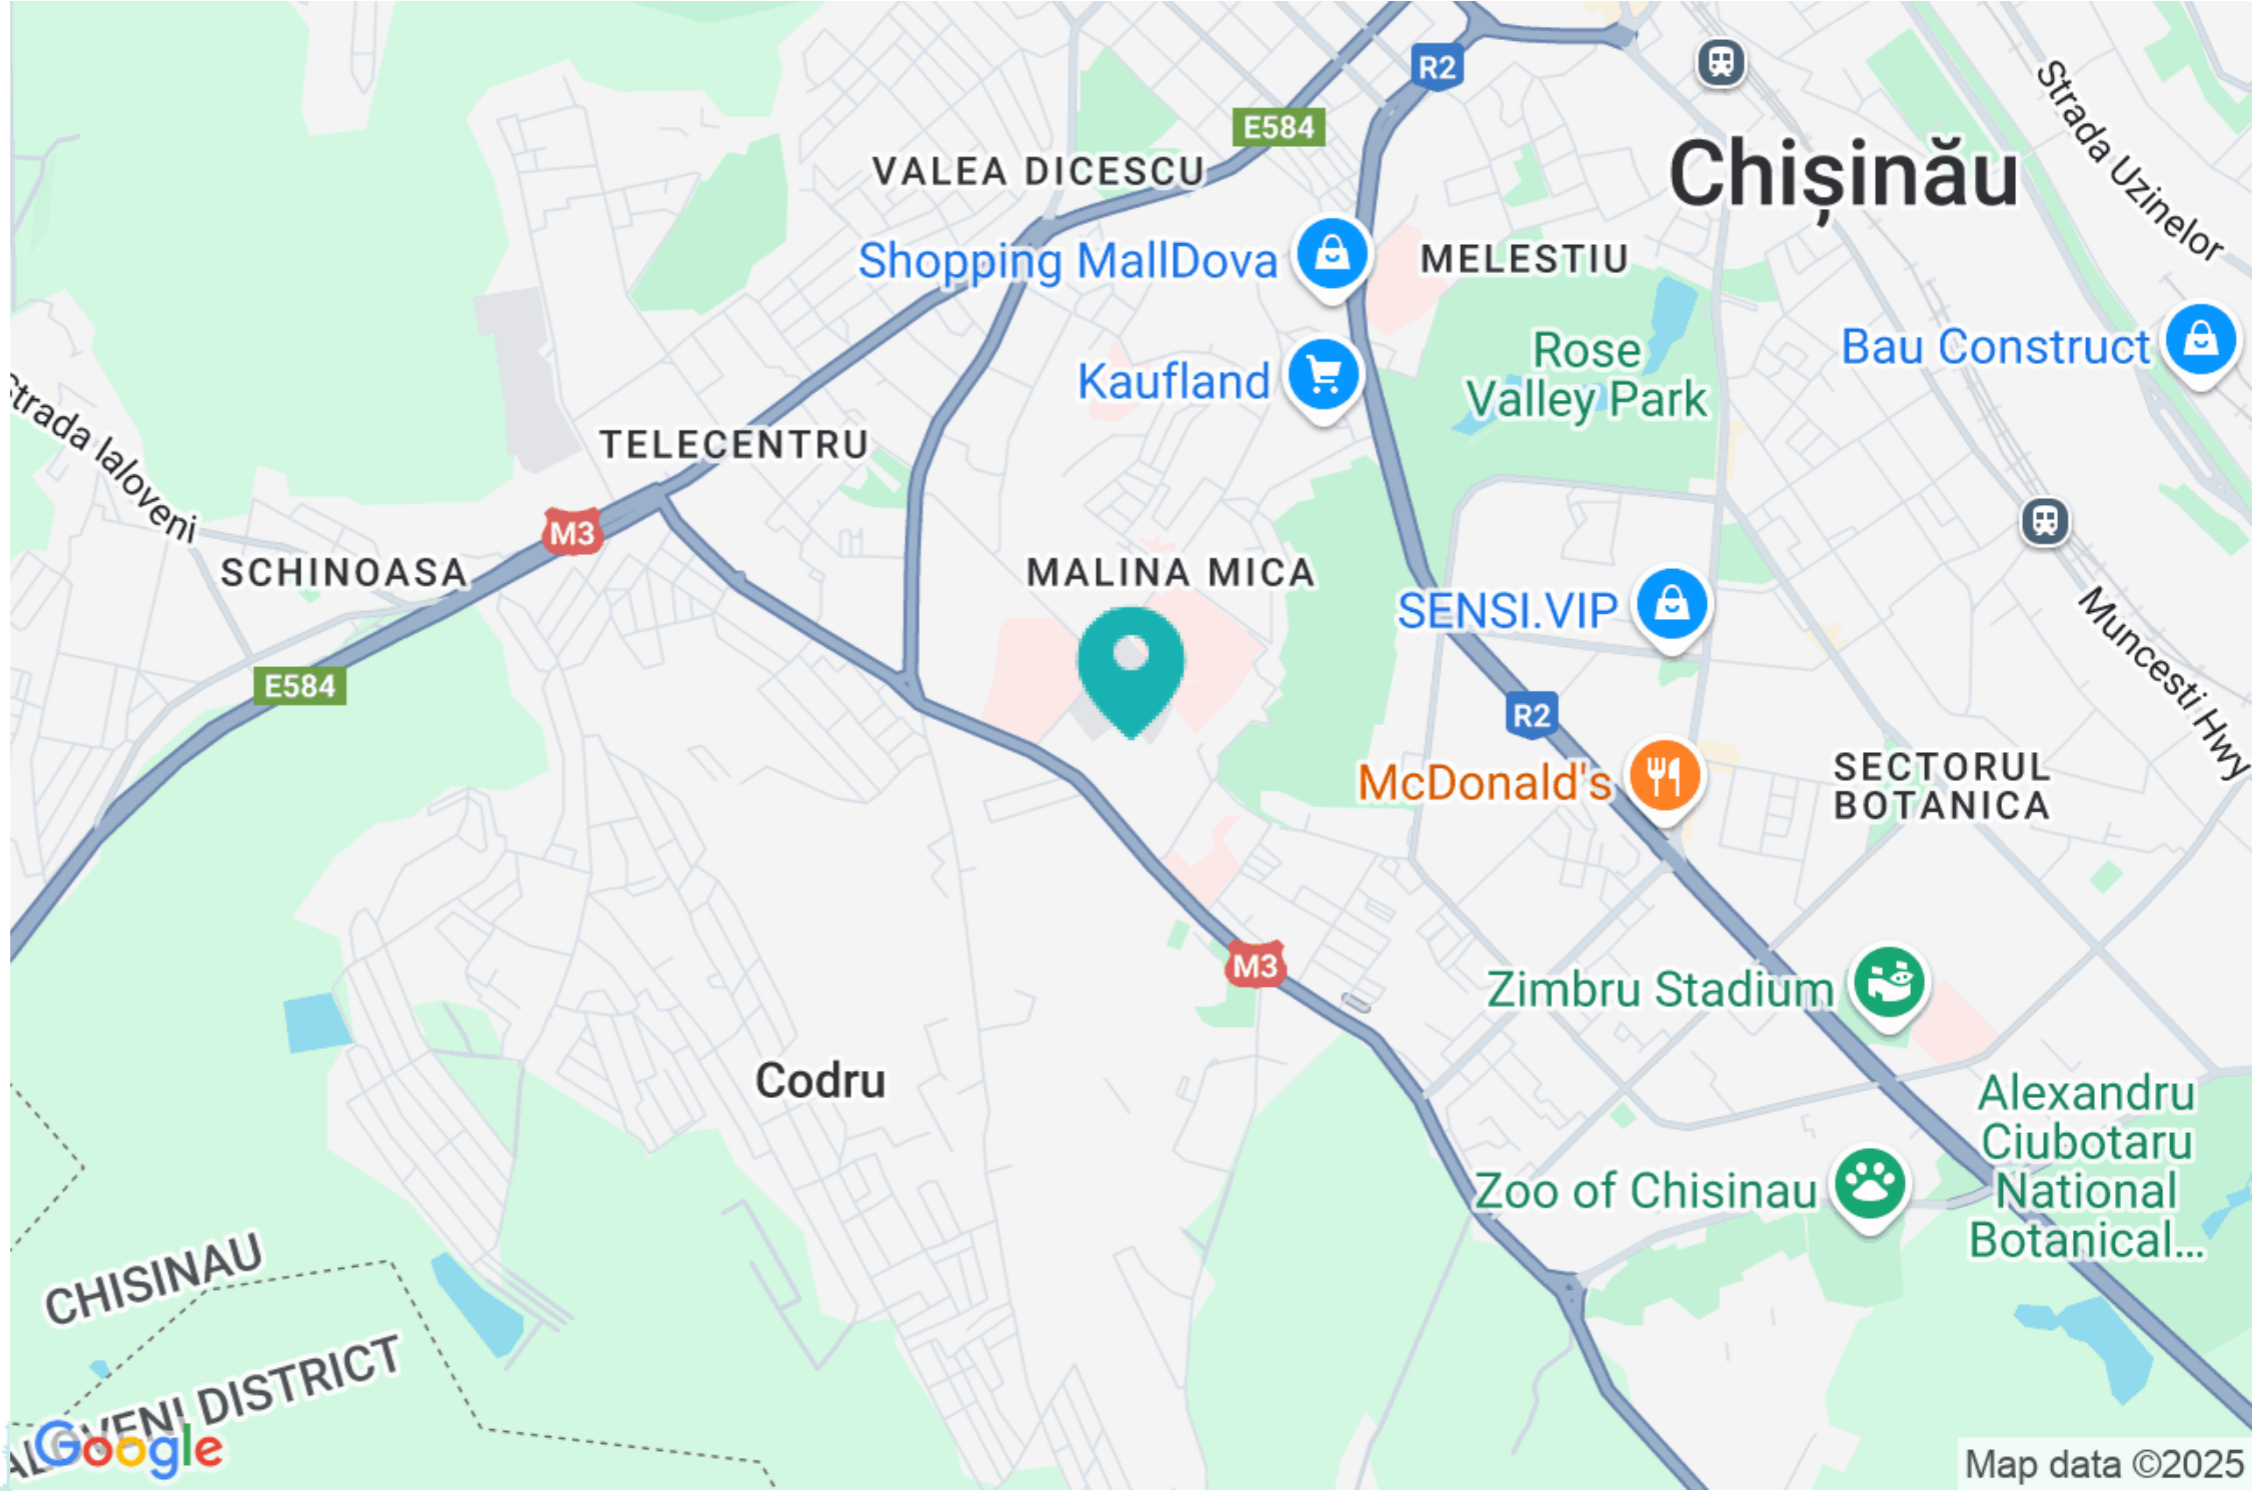 R2
E584
Strada Uzinelor
VALEA DICESCU
Chișinău
Shopping MallDova
MELESTIU
Rose
Valley Park
Bau Construct
Kaufland
Strada Ialoveni
TELECENTRU
M3
SCHINOASA
MALINA MICA
SENSI.VIP
Muncesti Hwy
E584
R2
McDonald's
SECTORUL
BOTANICA
M3
Zimbru Stadium
Codru
Alexandru
Ciubotaru
National
Botanical...
Zoo of Chisinau
CHISINAU
ALOVENI DISTRICT
Google
Map data ©2025